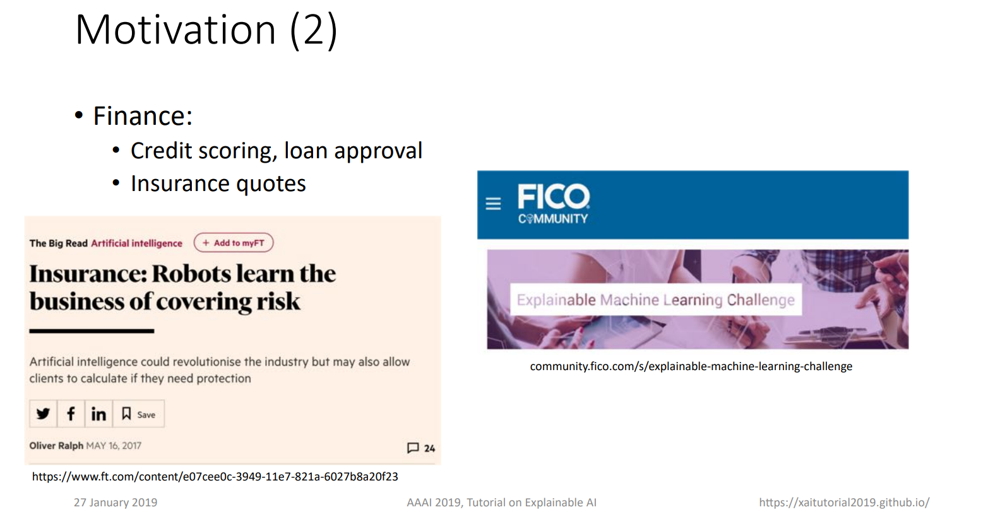 Motivation (2)
• Finance:
• Credit scoring, loan approval
• Insurance quotes
The Big Read Artificial intelligence + Add to myFT
Insurance: Robots learn the
business of covering risk
Artificial intelligence could revolutionise the industry but may also allow
clients to calculate if they need protection
Save
Oliver Ralph MAY 16, 2017
24
https://www.ft.com/content/e07cee0c-3949-11e7-821a-6027b8a20f23
FICO
COMMUNITY
Explainable Machine Learning Challenge
community.fico.com/s/explainable-machine-learning-challenge
27 January 2019
AAAI 2019, Tutorial on Explainable AI
https://xaitutorial2019.github.io/